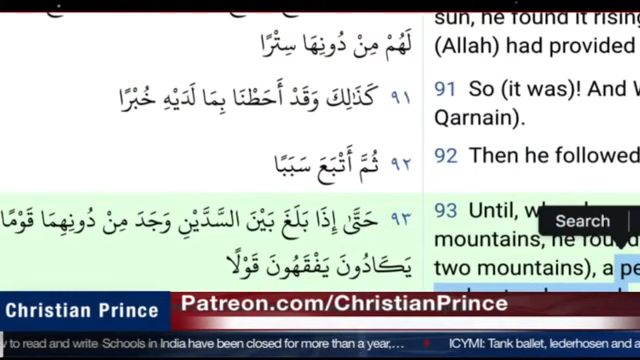 لَهُمْ مِنْ دُونِهَا سِتْرًا
sun, he found it rising
(Allah) had provided
٩١ كَذَٰلِكَ وَقَدْ أَحَطْنَا بِمَا لَدَيْهِ خُبْرًا
91 So (it was)! And W
Qarnain).
٩٢ ثُمَّ أَتْبَعَ سَبَبًا
92 Then he followed
٩٣ حَتَّىٰ إِذَا بَلَغَ بَيْنَ السَّدَّيْنِ وَجَدَ مِنْ دُونِهِمَا قَوْمًا
يَكَادُونَ يَفْقَهُونَ قَوْلًا
93 Until,
Search
mountains, he found
two mountains), a pe
Christian Prince
Patreon.com/ChristianPrince
w to read and write Schools in India have been closed for more than a year,... ICYMI: Tank ballet, lederhosen and a